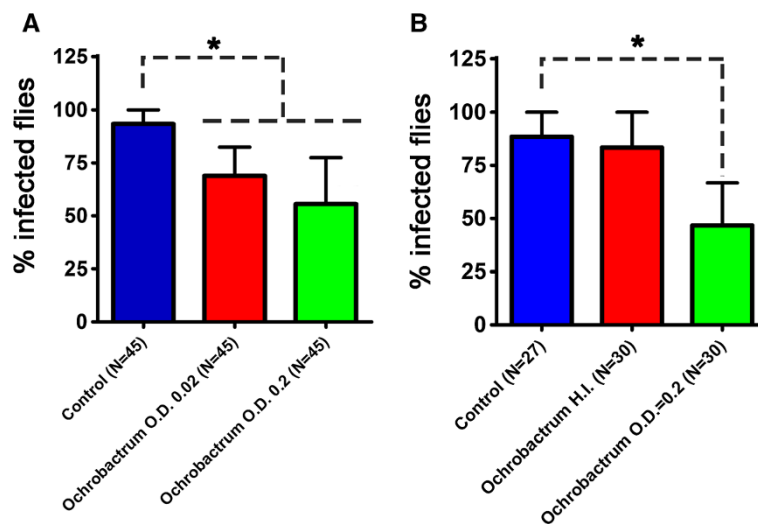 A
% infected flies
125
100
75
50
25
0
*
Control (N=45)
Ochrobactrum O.D. 0.02 (N=45)
Ochrobactrum O.D. 0.2 (N=45)
B
% infected flies
125
100
75
50
25
0
*
Control (N=27)
Ochrobactrum H.I. (N=30)
Ochrobactrum O.D.=0.2 (N=30)